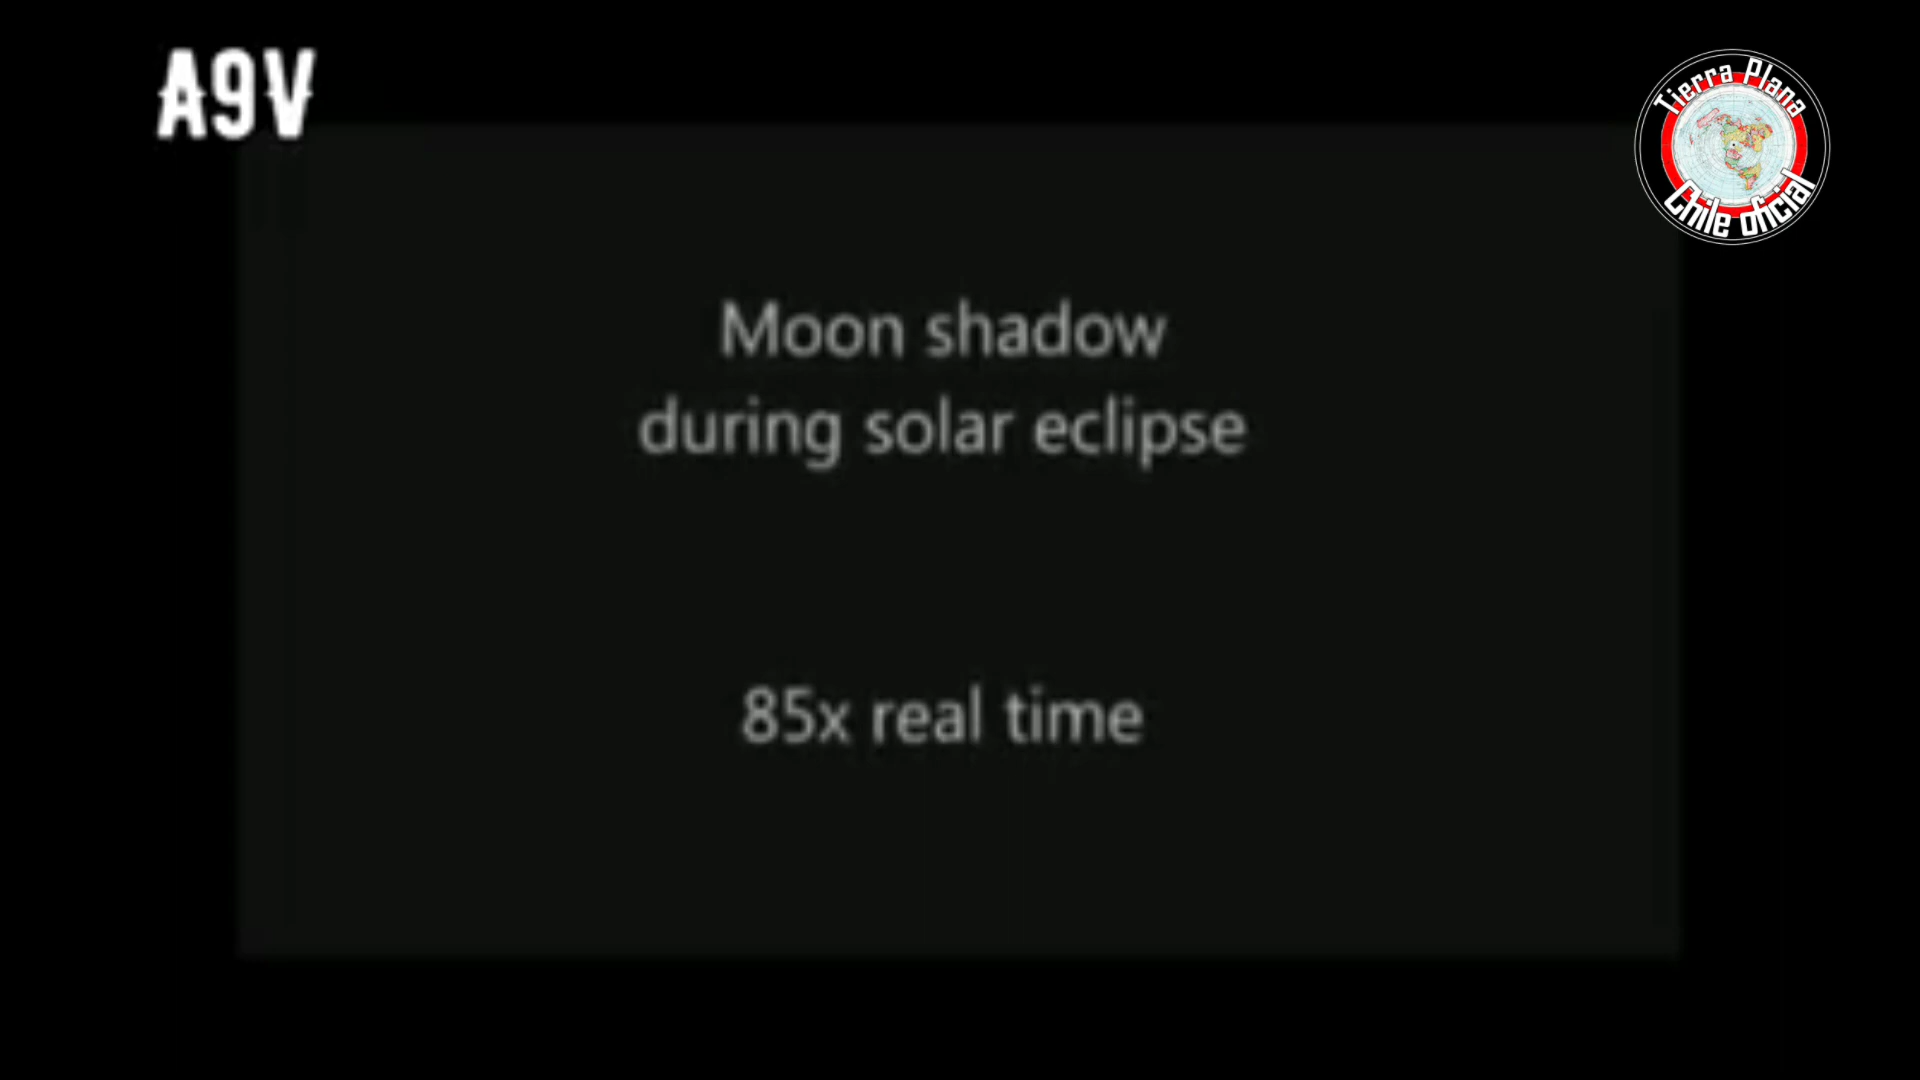 A9V
Tierra Plana
Chile oficial
Moon shadow
during solar eclipse
85x real time